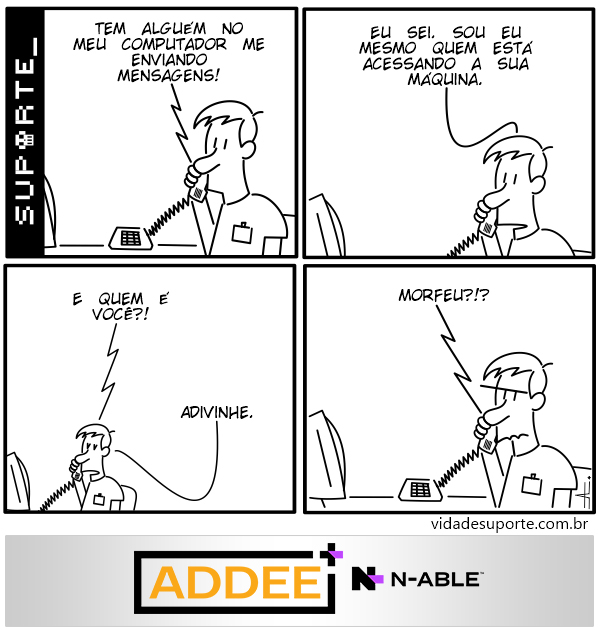 SUPORTE_
TEM ALGUÉM NO
MEU COMPUTADOR ME
ENVIANDO
MENSAGENS!
EU SEI. SOU EU
MESMO QUEM ESTÁ
ACESSANDO A SUA
MÁQUINA.
E QUEM É
VOCÊ?!
ADIVINHE.
MORFEU?!?
vidadesuporte.com.br
ADDEE+
N-ABLE™